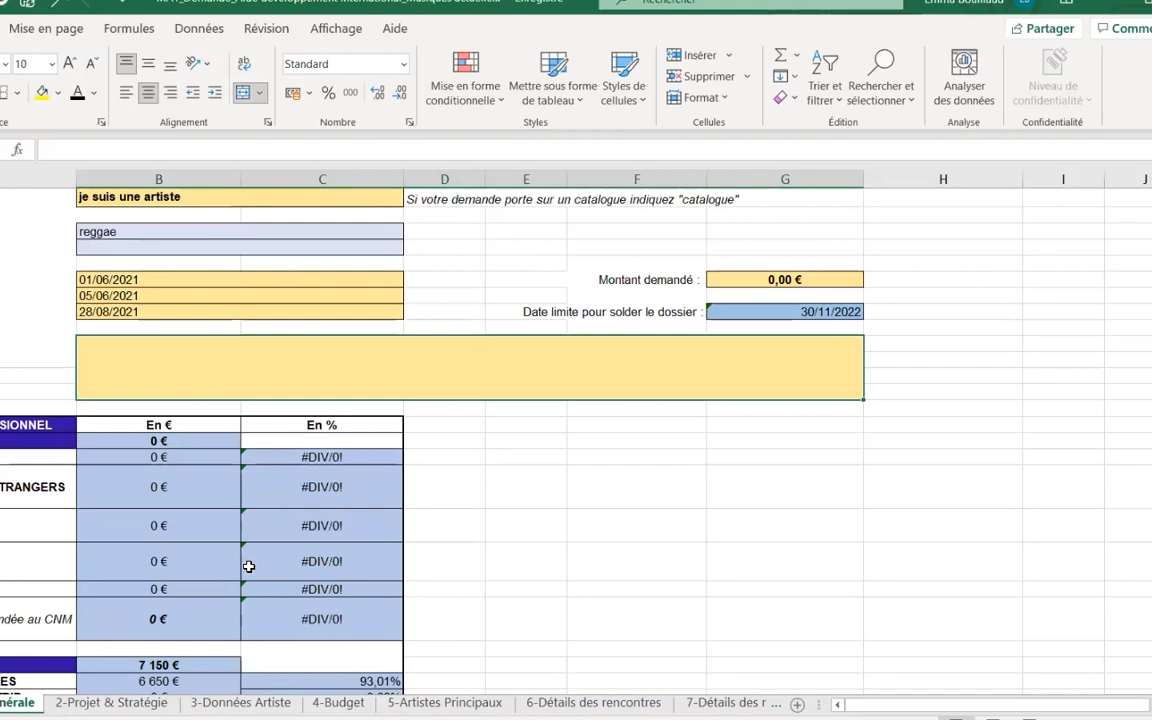 Rechercher
Mise en page Formules Données Révision Affichage Aide Partager
10 Standard Mise en forme conditionnelle Mettre sous forme de tableau Styles de cellules Insérer Supprimer Format Trier et filtrer Rechercher et sélectionner Analyser des données Niveau de confidentialité
% 000
Alignement Nombre Styles Cellules Édition Analyse Confidentialité
fx
B C D E F G H I J
je suis une artiste Si votre demande porte sur un catalogue indiquez "catalogue"
reggae
01/06/2021 Montant demandé : 0,00 €
05/06/2021
28/08/2021 Date limite pour solder le dossier : 30/11/2022
SIONNEL En € En %
0 €
0 € #DIV/0!
TRANGERS 0 € #DIV/0!
0 € #DIV/0!
0 € #DIV/0!
0 € #DIV/0!
ndée au CNM 0 € #DIV/0!
7 150 €
ES 6 650 € 93,01%
nérale 2-Projet & Stratégie 3-Données Artiste 4-Budget 5-Artistes Principaux 6-Détails des rencontres 7-Détails des r ...